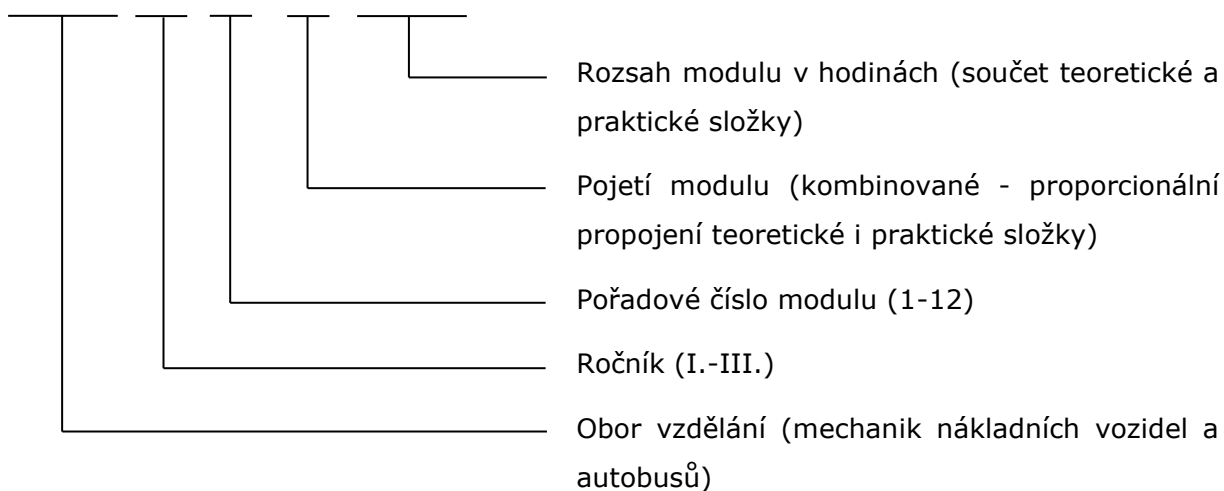 Rozsah modulu v hodinách (součet teoretické a
praktické složky)
Pojetí modulu (kombinované - proporcionální
propojení teoretické i praktické složky)
Pořadové číslo modulu (1-12)
Ročník (I.-III.)
Obor vzdělání (mechanik nákladních vozidel a
autobusů)